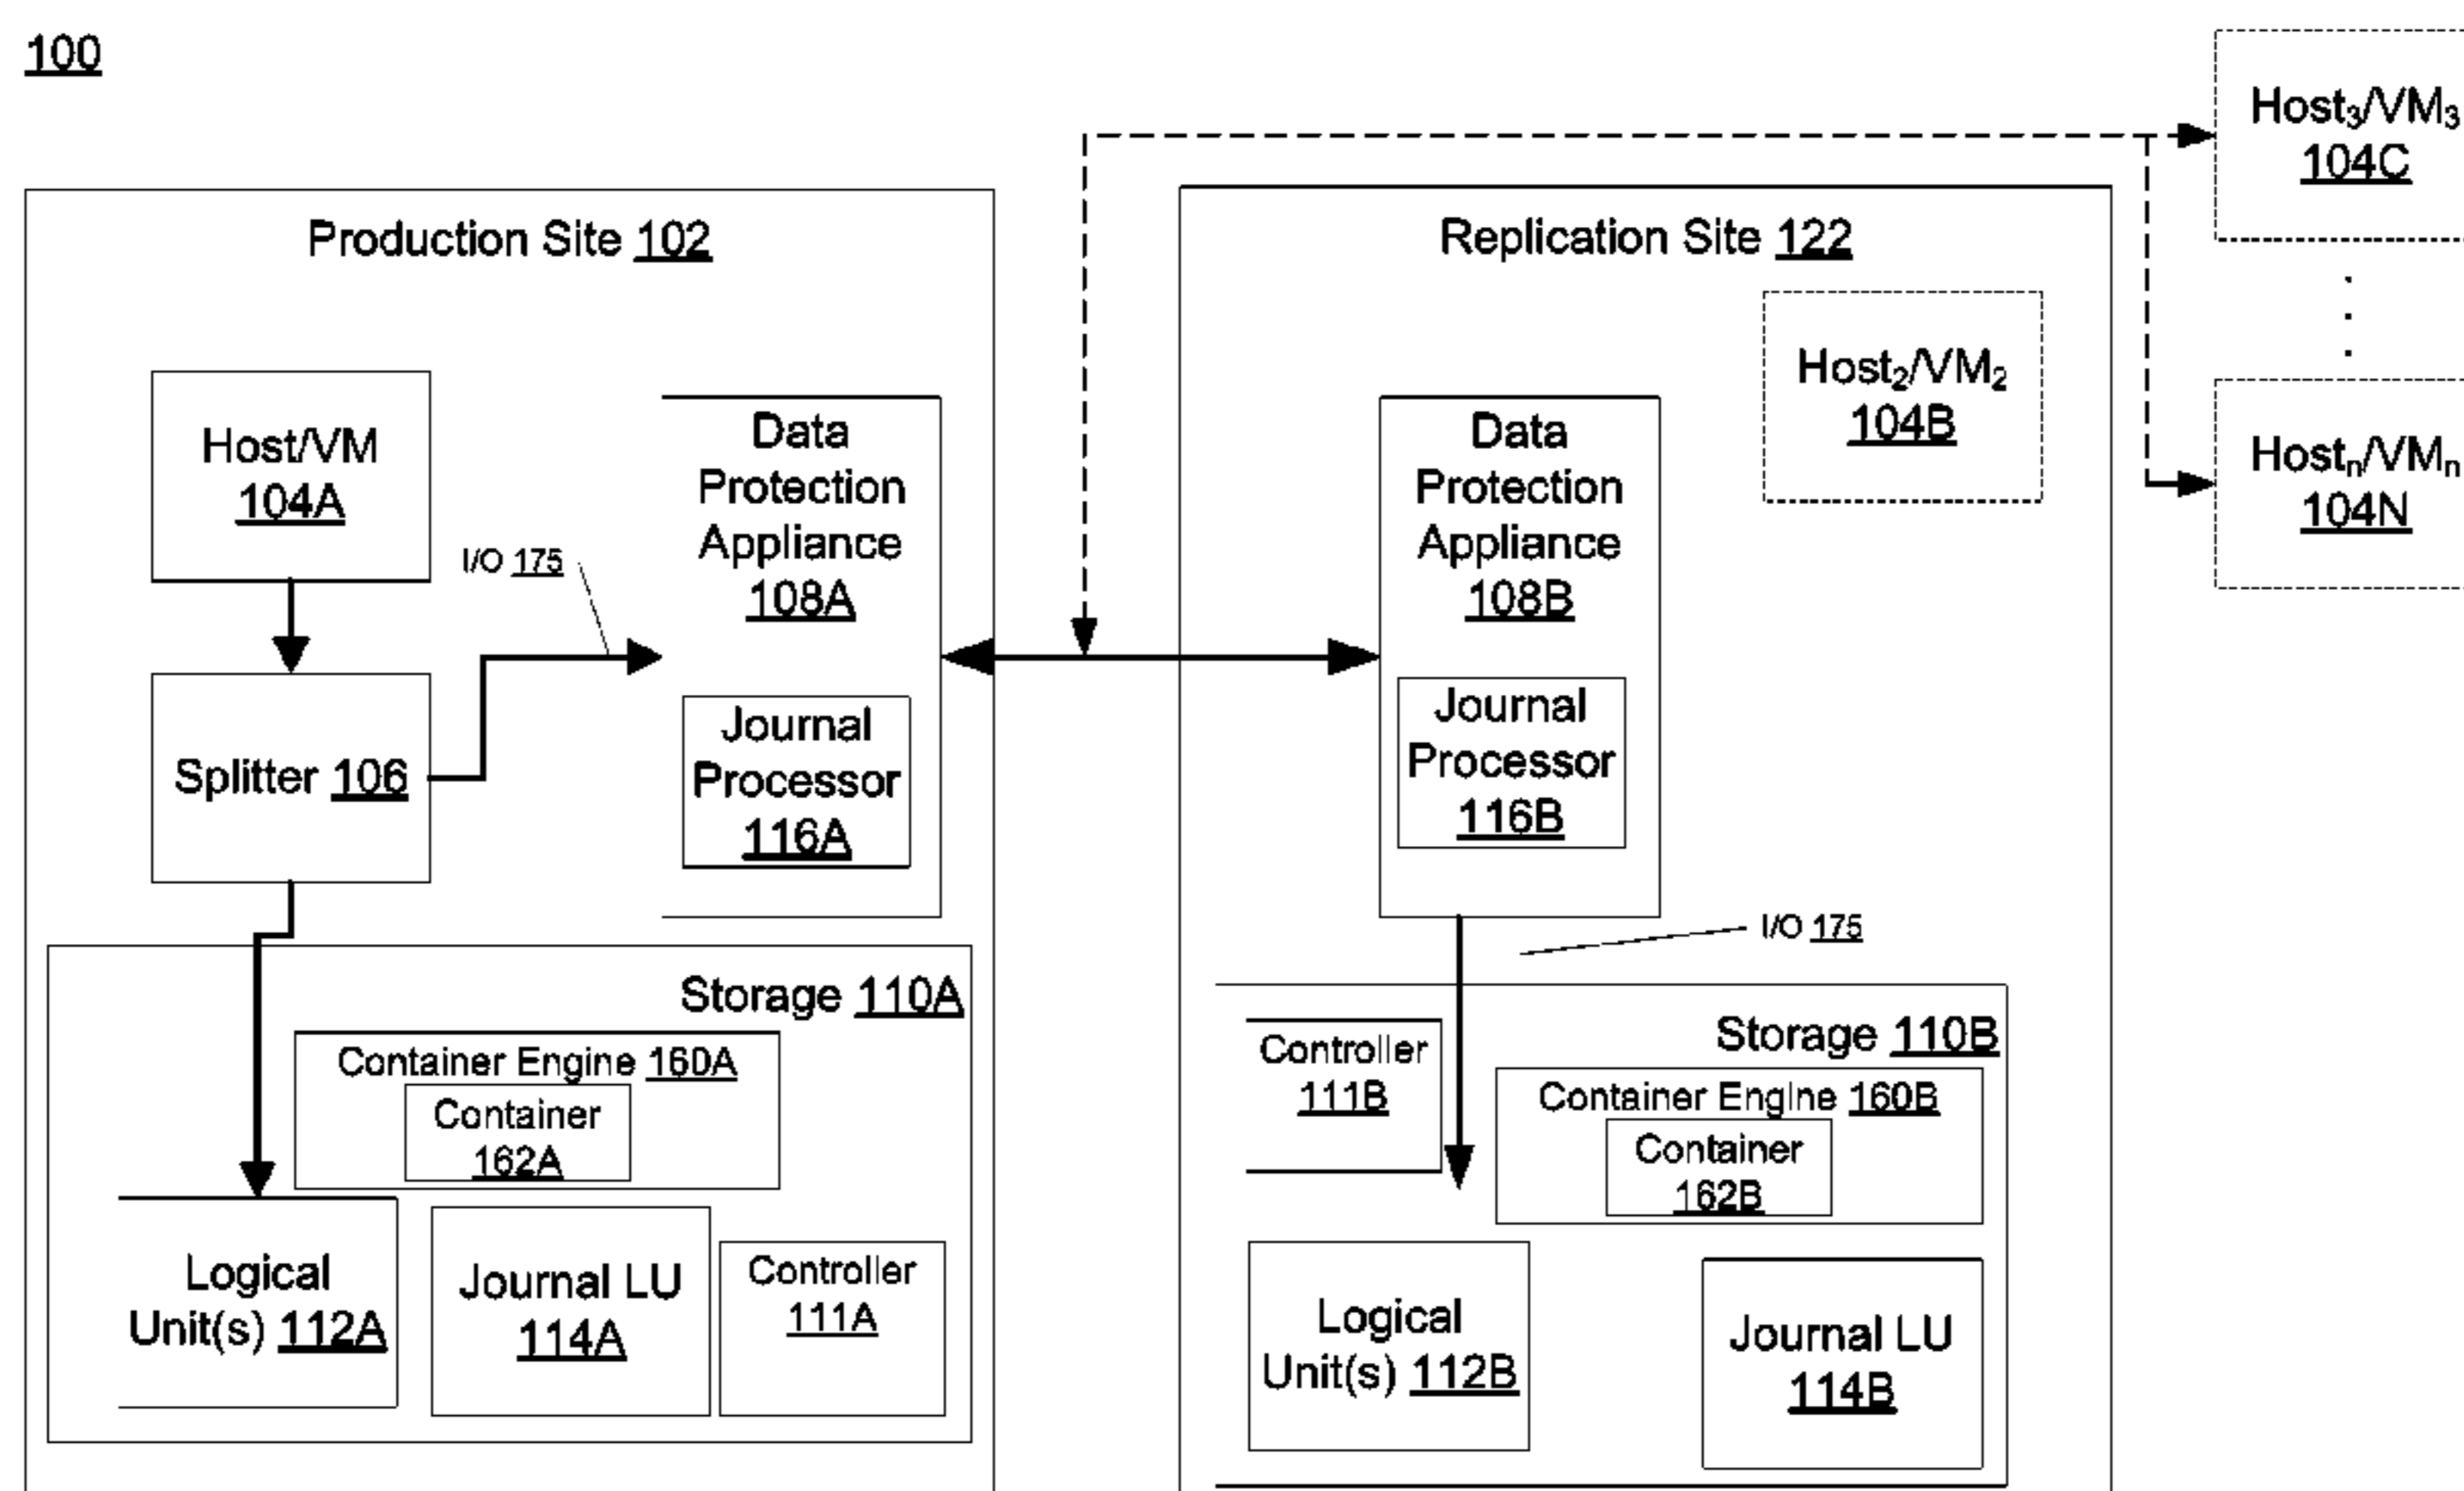 100
Host₃/VM₃
104C
Production Site 102
Replication Site 122
Host₂/VM₂
104B
Hostₙ/VMₙ
104N
Host/VM
104A
I/O 175
Data
Protection
Appliance
108A
Journal
Processor
116A
Splitter 106
Data
Protection
Appliance
108B
Journal
Processor
116B
I/O 175
Storage 110A
Container Engine 160A
Container
162A
Logical
Unit(s) 112A
Journal LU
114A
Controller
111A
Storage 110B
Controller
111B
Container Engine 160B
Container
162B
Logical
Unit(s) 112B
Journal LU
114B